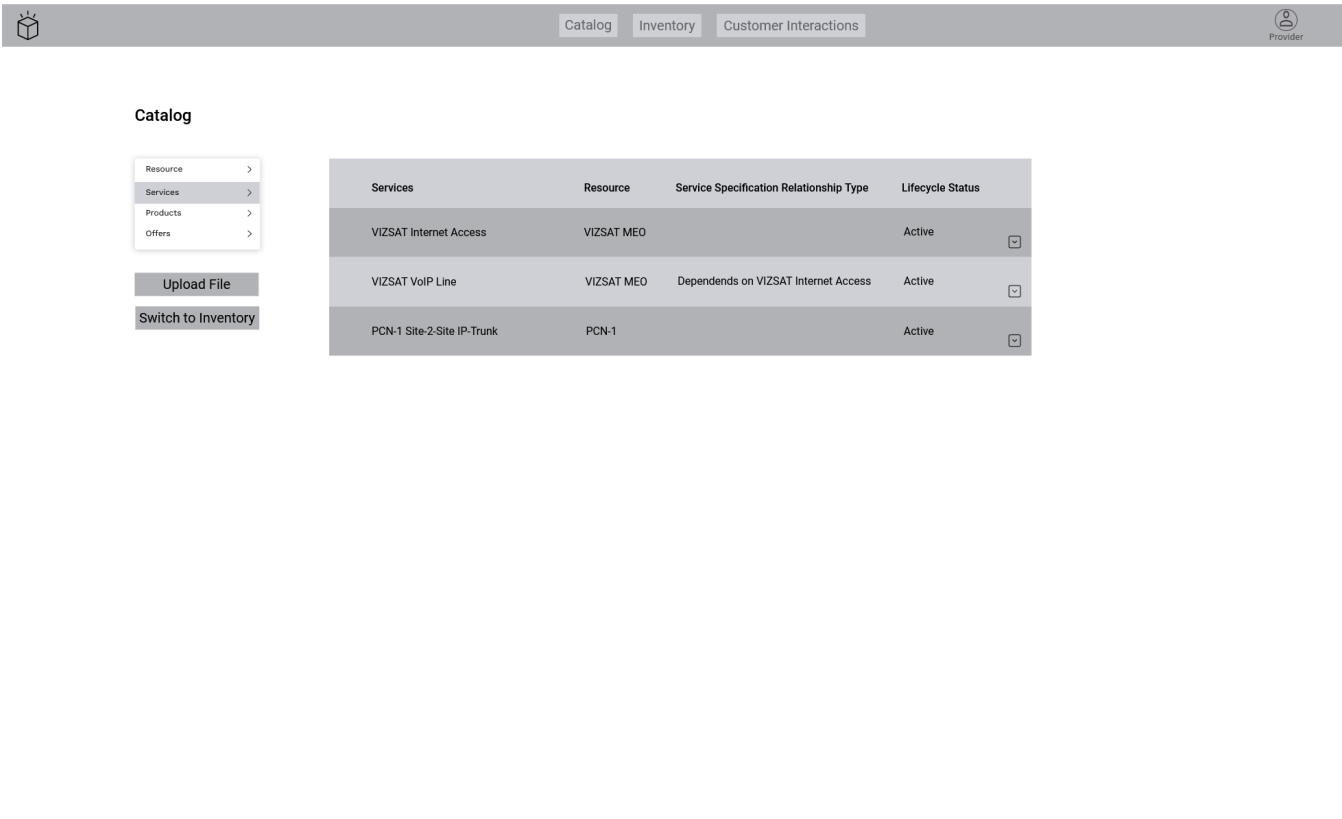 Catalog Inventory Customer Interactions
Provider
Catalog
Resource
Services
Products
Offers
Upload File
Switch to Inventory
Services Resource Service Specification Relationship Type Lifecycle Status
VIZSAT Internet Access VIZSAT MEO Active
VIZSAT VoIP Line VIZSAT MEO Dependends on VIZSAT Internet Access Active
PCN-1 Site-2-Site IP-Trunk PCN-1 Active